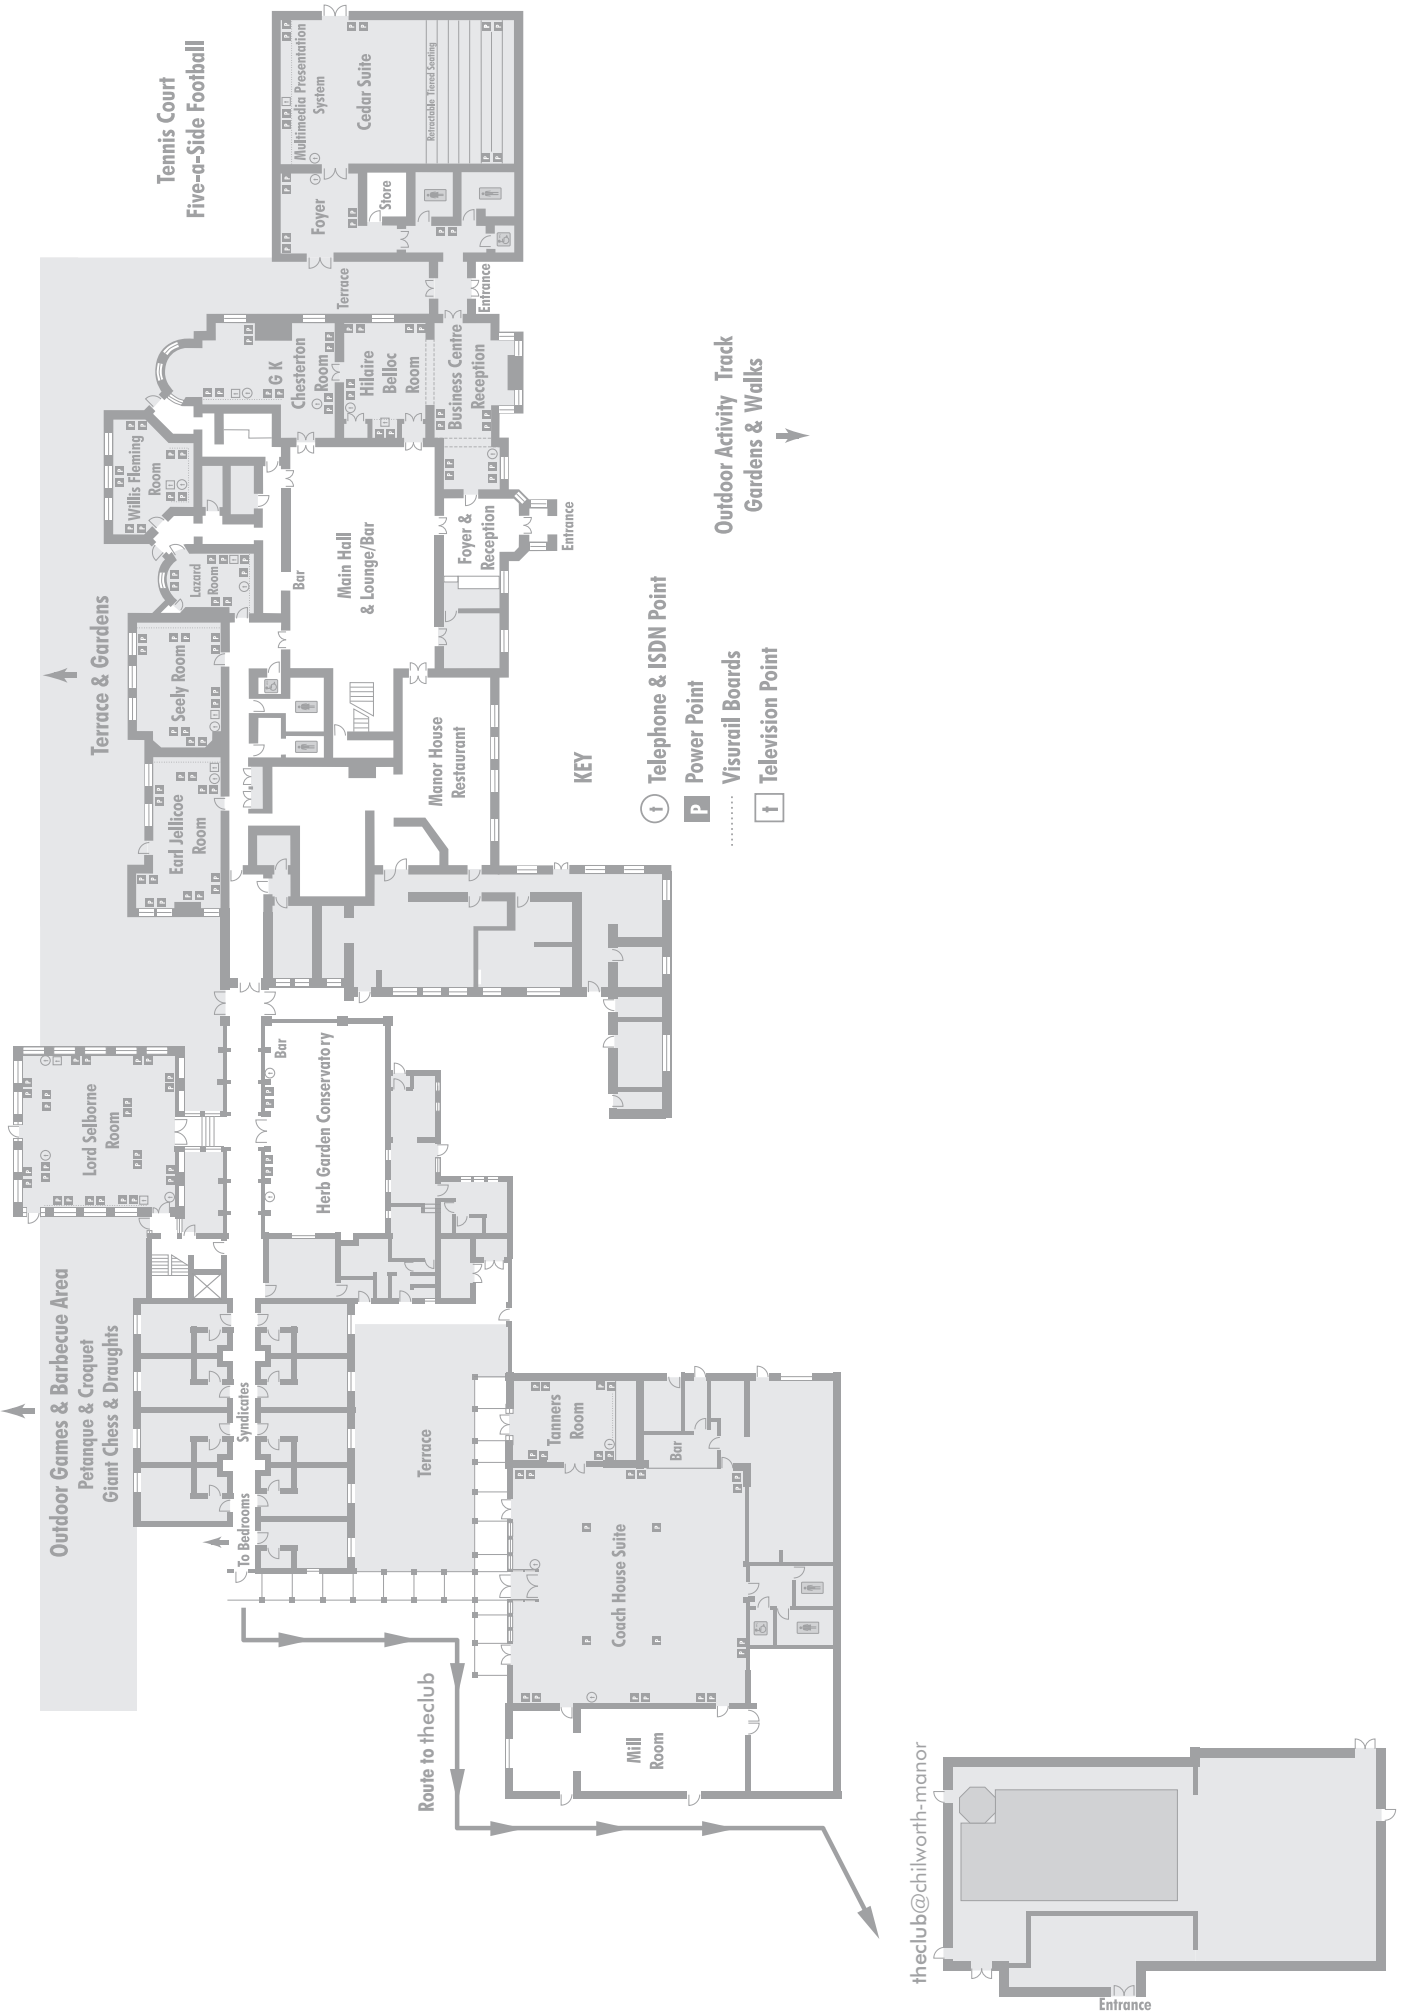 Tennis Court
Five-a-Side Football
Multimedia Presentation
System
Cedar Suite
Retractable Tiered Seating
Foyer
Store
Terrace
Entrance
G K
Chesterton
Room
Hilaire
Belloc
Room
Business Centre
Reception
Willis Fleming
Room
Lazard
Room
Bar
Main Hall
& Lounge/Bar
Foyer &
Reception
Entrance
Outdoor Activity Track
Gardens & Walks
Terrace & Gardens
Seely Room
Earl Jellicoe
Room
Manor House
Restaurant
KEY
t Telephone & ISDN Point
P Power Point
Visurail Boards
t Television Point
Lord Selborne
Room
Bar
Herb Garden Conservatory
Outdoor Games & Barbecue Area
Petanque & Croquet
Giant Chess & Draughts
Syndicates
To Bedrooms
Terrace
Tanners
Room
Bar
Coach House Suite
Mill
Room
Route to theclub
theclub@chilworth-manor
Entrance